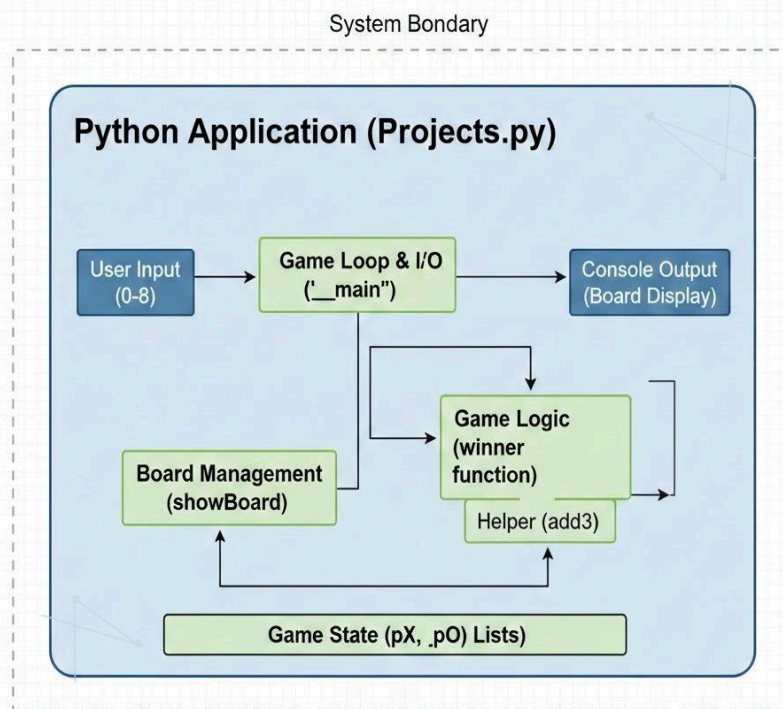 System Bondary
Python Application (Projects.py)
User Input
(0-8)
Game Loop & I/O
('__main")
Console Output
(Board Display)
Game Logic
(winner
function)
Board Management
(showBoard)
Helper (add3)
Game State (pX, .pO) Lists)